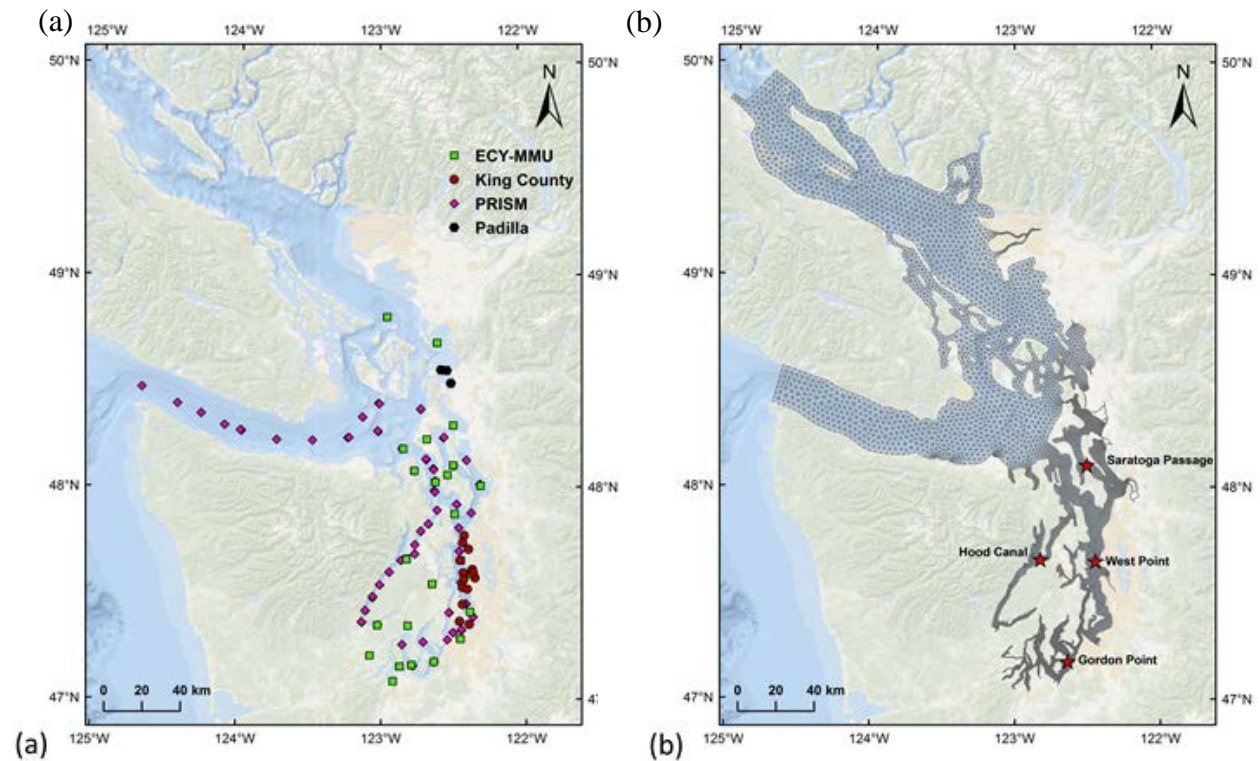 (a)
125°W 124°W 123°W 122°W
50°N 50°N
N
ECY-MMU
King County
PRISM
Padilla
49°N 49°N
48°N 48°N
47°N 47
0 20 40 km
125°W 124°W 123°W 122°W
(a)
(b)
125°W 124°W 123°W 122°W
50°N 50°N
N
49°N 49°N
48°N 48°N
Saratoga Passage
Hood Canal
West Point
Gordon Point
47°N 47°N
0 20 40 km
125°W 124°W 123°W 122°W
(b)